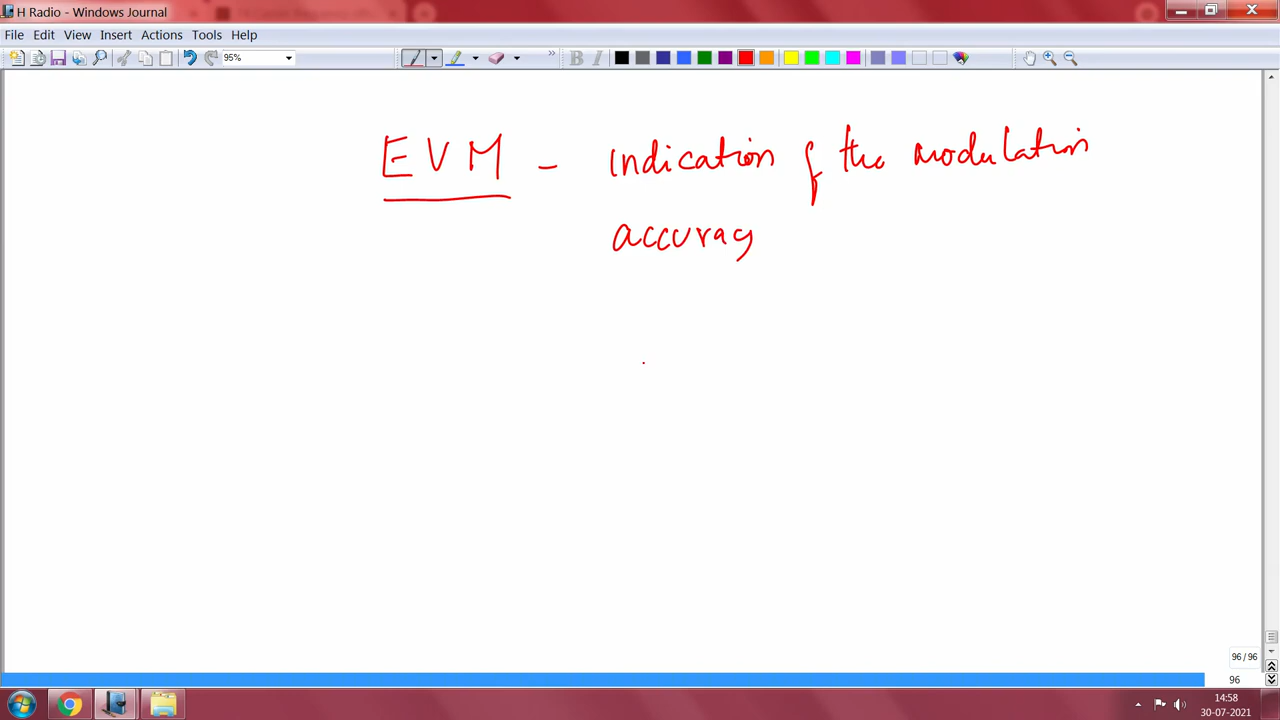 H Radio - Windows Journal
File Edit View Insert Actions Tools Help
95%
EVM - Indication of the modulation
accuracy
96 / 96
96
14:58
30-07-2021